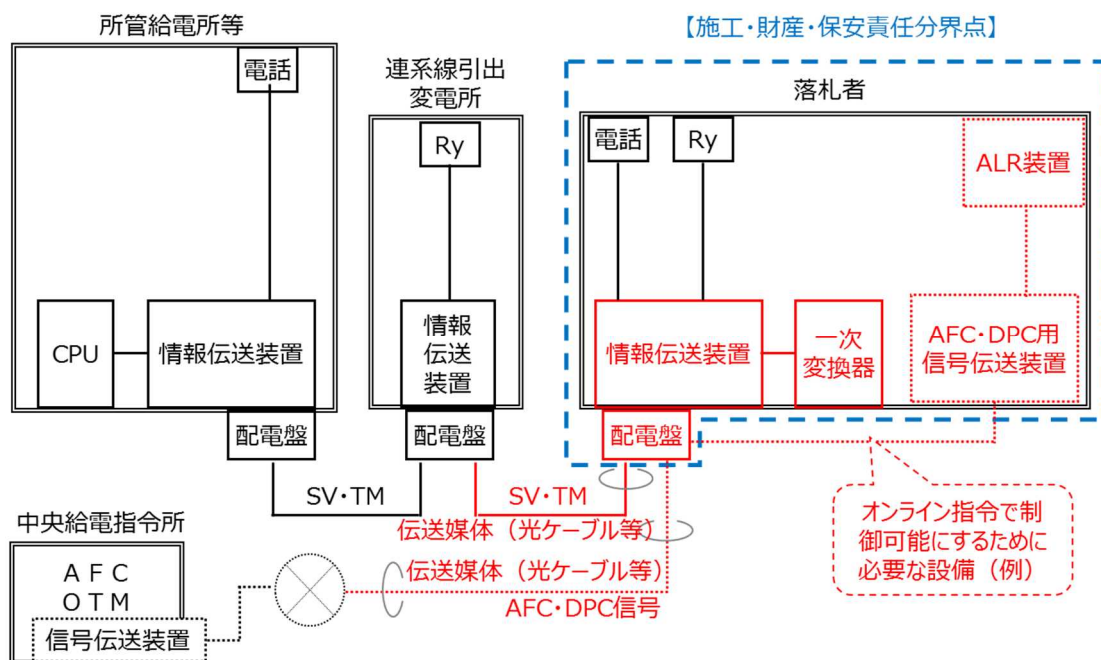 所管給電所等
電話
CPU
情報伝送装置
配電盤
連系線引出
変電所
Ry
情報
伝送
装置
配電盤
【施工・財産・保安責任分界点】
落札者
電話
Ry
ALR装置
情報伝送装置
一次
変換器
AFC・DPC用
信号伝送装置
配電盤
SV・TM
SV・TM
伝送媒体（光ケーブル等）
伝送媒体（光ケーブル等）
AFC・DPC信号
オンライン指令で制
御可能にするために
必要な設備（例）
中央給電指令所
ＡＦＣ
ＯＴＭ
信号伝送装置